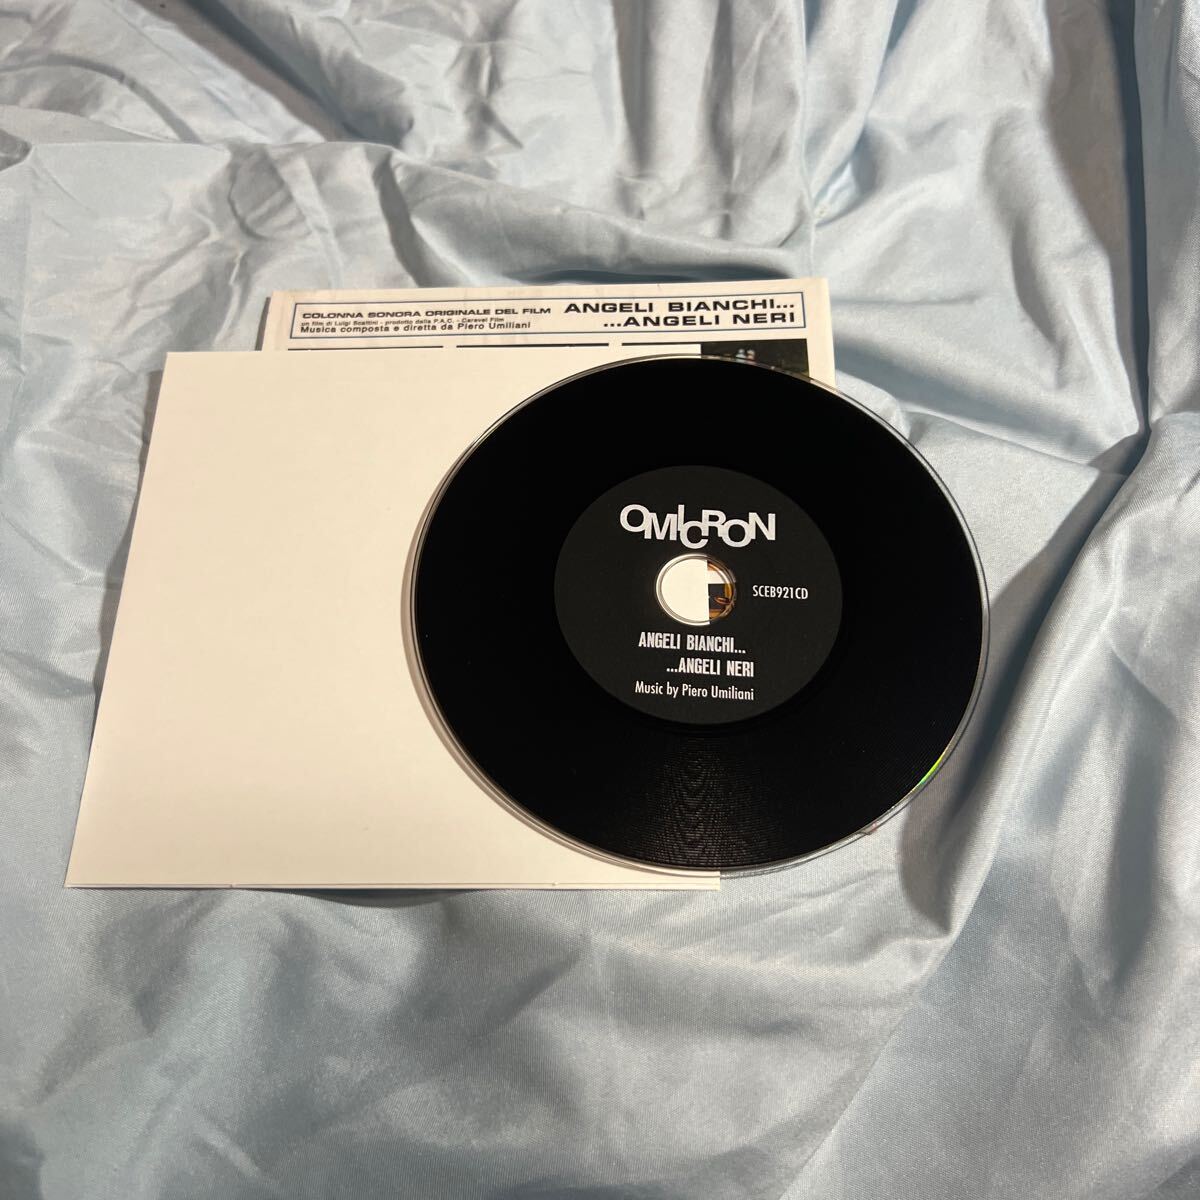 COLONNA SONORA ORIGINALE DEL FILM ANGELI BIANCHI...
un film di Luigi Scattini - prodotto dalla P.A.C. - Caravel Film ...ANGELI NERI
Musica composta e diretta da Piero Umiliani
OMICRON
SCEB921CD
ANGELI BIANCHI...
...ANGELI NERI
Music by Piero Umiliani